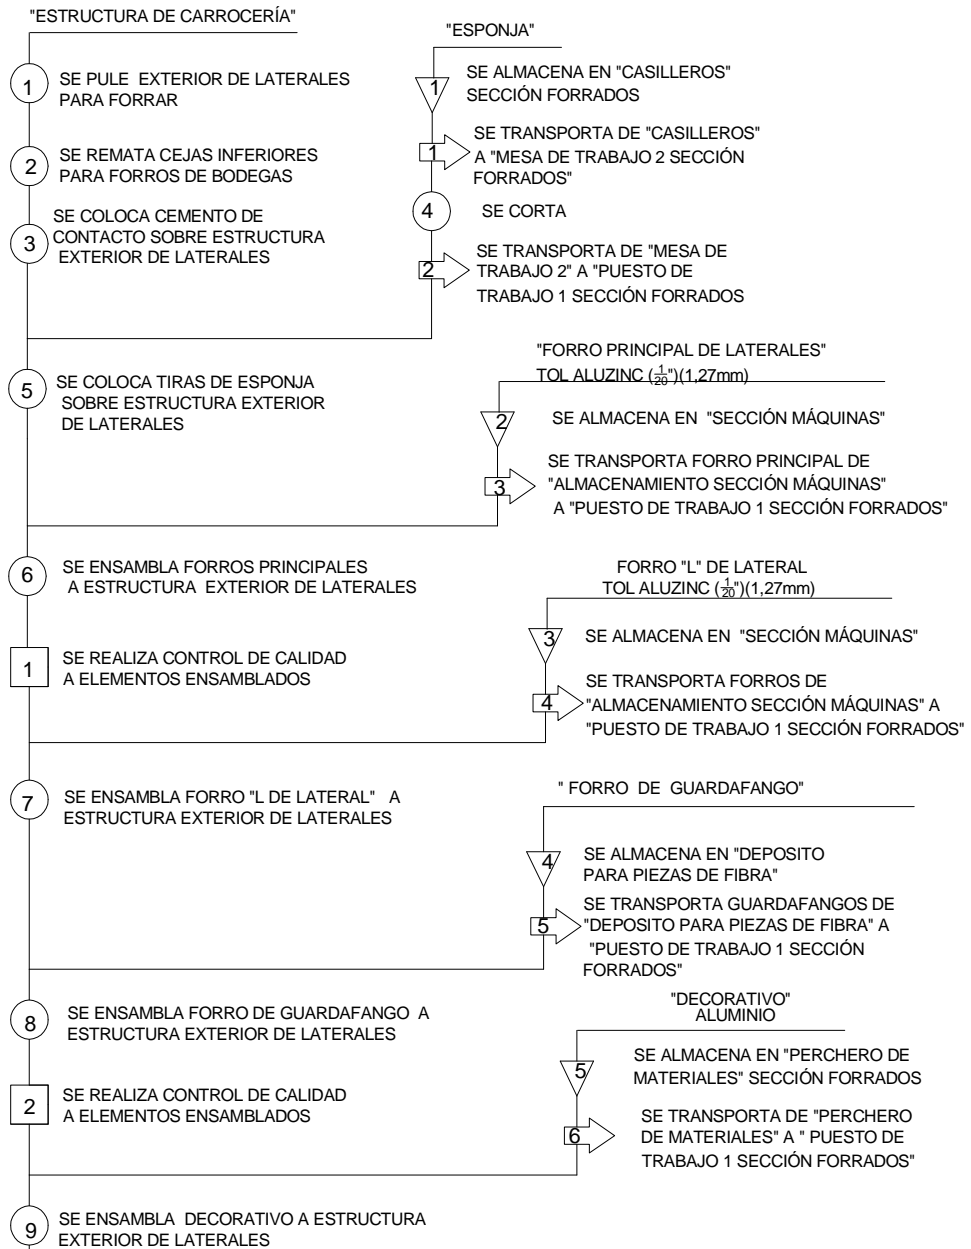 "ESTRUCTURA DE CARROCERÍA"
1
SE PULE EXTERIOR DE LATERALES
PARA FORRAR
2
SE REMATA CEJAS INFERIORES
PARA FORROS DE BODEGAS
3
SE COLOCA CEMENTO DE
CONTACTO SOBRE ESTRUCTURA
EXTERIOR DE LATERALES
"ESPONJA"
1
SE ALMACENA EN "CASILLEROS"
SECCIÓN FORRADOS
1
SE TRANSPORTA DE "CASILLEROS"
A "MESA DE TRABAJO 2 SECCIÓN
FORRADOS"
4
SE CORTA
2
SE TRANSPORTA DE "MESA DE
TRABAJO 2" A "PUESTO DE
TRABAJO 1 SECCIÓN FORRADOS
5
SE COLOCA TIRAS DE ESPONJA
SOBRE ESTRUCTURA EXTERIOR
DE LATERALES
"FORRO PRINCIPAL DE LATERALES"
TOL ALUZINC (1/20")(1,27mm)
2
SE ALMACENA EN "SECCIÓN MÁQUINAS"
3
SE TRANSPORTA FORRO PRINCIPAL DE
"ALMACENAMIENTO SECCIÓN MÁQUINAS"
A "PUESTO DE TRABAJO 1 SECCIÓN FORRADOS"
6
SE ENSAMBLA FORROS PRINCIPALES
A ESTRUCTURA EXTERIOR DE LATERALES
1
SE REALIZA CONTROL DE CALIDAD
A ELEMENTOS ENSAMBLADOS
FORRO "L" DE LATERAL
TOL ALUZINC (1/20")(1,27mm)
3
SE ALMACENA EN "SECCIÓN MÁQUINAS"
4
SE TRANSPORTA FORROS DE
"ALMACENAMIENTO SECCIÓN MÁQUINAS" A
"PUESTO DE TRABAJO 1 SECCIÓN FORRADOS"
7
SE ENSAMBLA FORRO "L DE LATERAL" A
ESTRUCTURA EXTERIOR DE LATERALES
" FORRO DE GUARDAFANGO"
4
SE ALMACENA EN "DEPOSITO
PARA PIEZAS DE FIBRA"
5
SE TRANSPORTA GUARDAFANGOS DE
"DEPOSITO PARA PIEZAS DE FIBRA" A
"PUESTO DE TRABAJO 1 SECCIÓN
FORRADOS"
8
SE ENSAMBLA FORRO DE GUARDAFANGO A
ESTRUCTURA EXTERIOR DE LATERALES
2
SE REALIZA CONTROL DE CALIDAD
A ELEMENTOS ENSAMBLADOS
"DECORATIVO"
ALUMINIO
5
SE ALMACENA EN "PERCHERO DE
MATERIALES" SECCIÓN FORRADOS
6
SE TRANSPORTA DE "PERCHERO
DE MATERIALES" A " PUESTO DE
TRABAJO 1 SECCIÓN FORRADOS"
9
SE ENSAMBLA DECORATIVO A ESTRUCTURA
EXTERIOR DE LATERALES